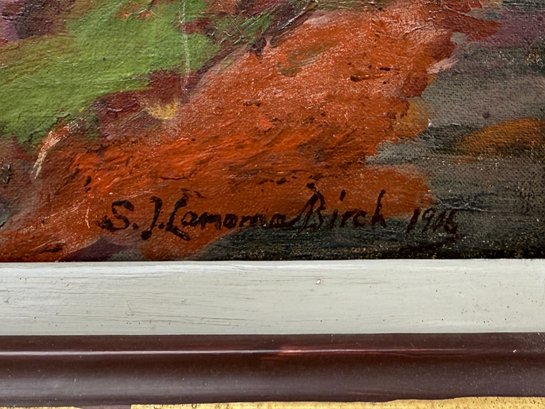 S. J. Lamorna Birch 1916